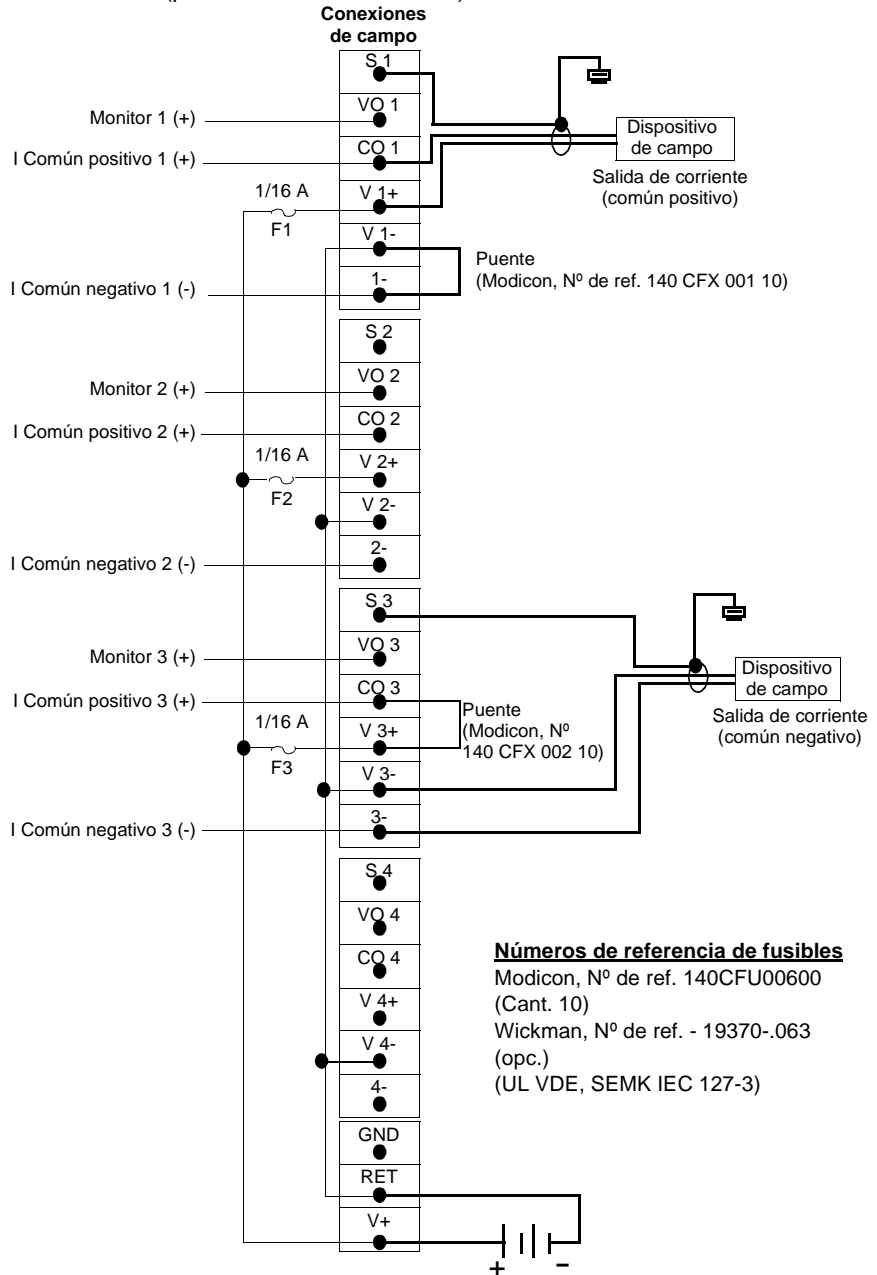 Conexiones
de campo
S 1
VO 1
Monitor 1 (+)
CO 1
I Común positivo 1 (+)
Dispositivo
de campo
Salida de corriente
(común positivo)
1/16 A
F1
V 1+
V 1-
Puente
(Modicon, Nº de ref. 140 CFX 001 10)
1-
I Común negativo 1 (-)
S 2
VO 2
Monitor 2 (+)
CO 2
I Común positivo 2 (+)
1/16 A
F2
V 2+
V 2-
2-
I Común negativo 2 (-)
S 3
VO 3
Monitor 3 (+)
Dispositivo
de campo
Salida de corriente
(común negativo)
CO 3
I Común positivo 3 (+)
Puente
(Modicon, Nº
140 CFX 002 10)
1/16 A
F3
V 3+
V 3-
3-
I Común negativo 3 (-)
S 4
VO 4
CO 4
V 4+
V 4-
4-
Números de referencia de fusibles
Modicon, Nº de ref. 140CFU00600
(Cant. 10)
Wickman, Nº de ref. - 19370-.063
(opc.)
(UL VDE, SEMK IEC 127-3)
GND
RET
V+
+ -